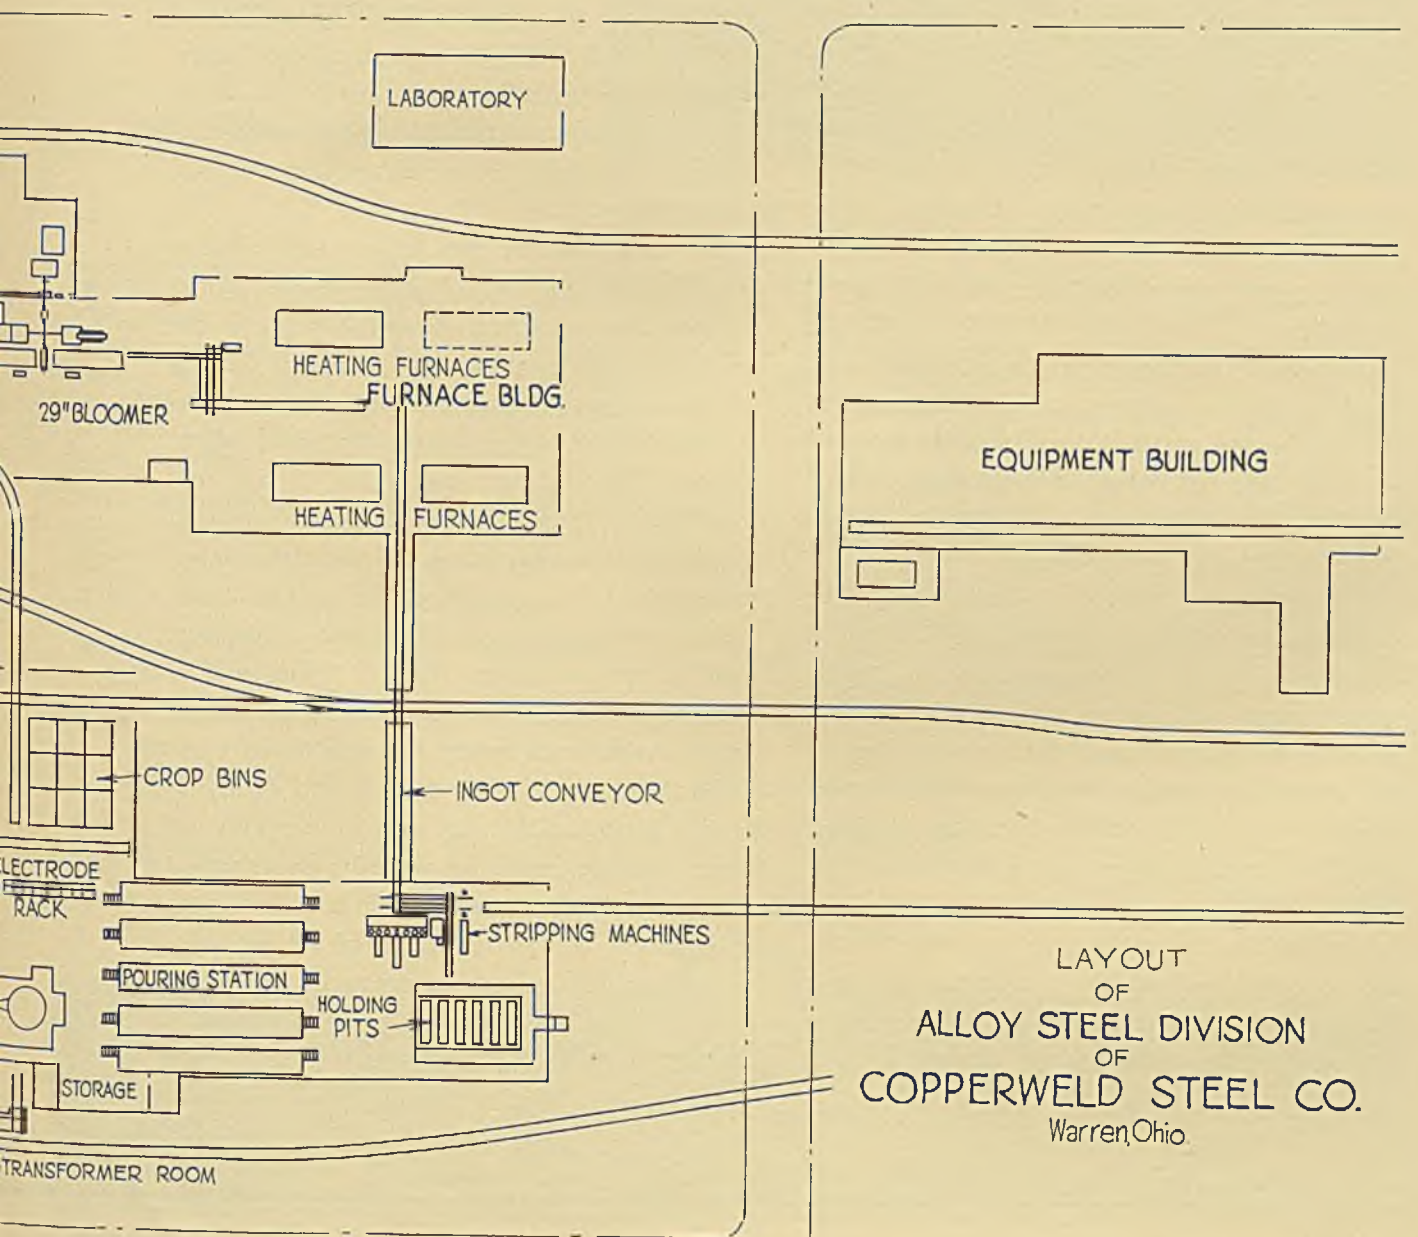 LABORATORY
HEATING FURNACES
FURNACE BLDG.
29" BLOOMER
EQUIPMENT BUILDING
HEATING FURNACES
CROP BINS
INGOT CONVEYOR
ELECTRODE
RACK
STRIPPING MACHINES
POURING STATION
HOLDING
PITS
STORAGE
TRANSFORMER ROOM
LAYOUT
OF
ALLOY STEEL DIVISION
OF
COPPERWELD STEEL CO.
Warren, Ohio